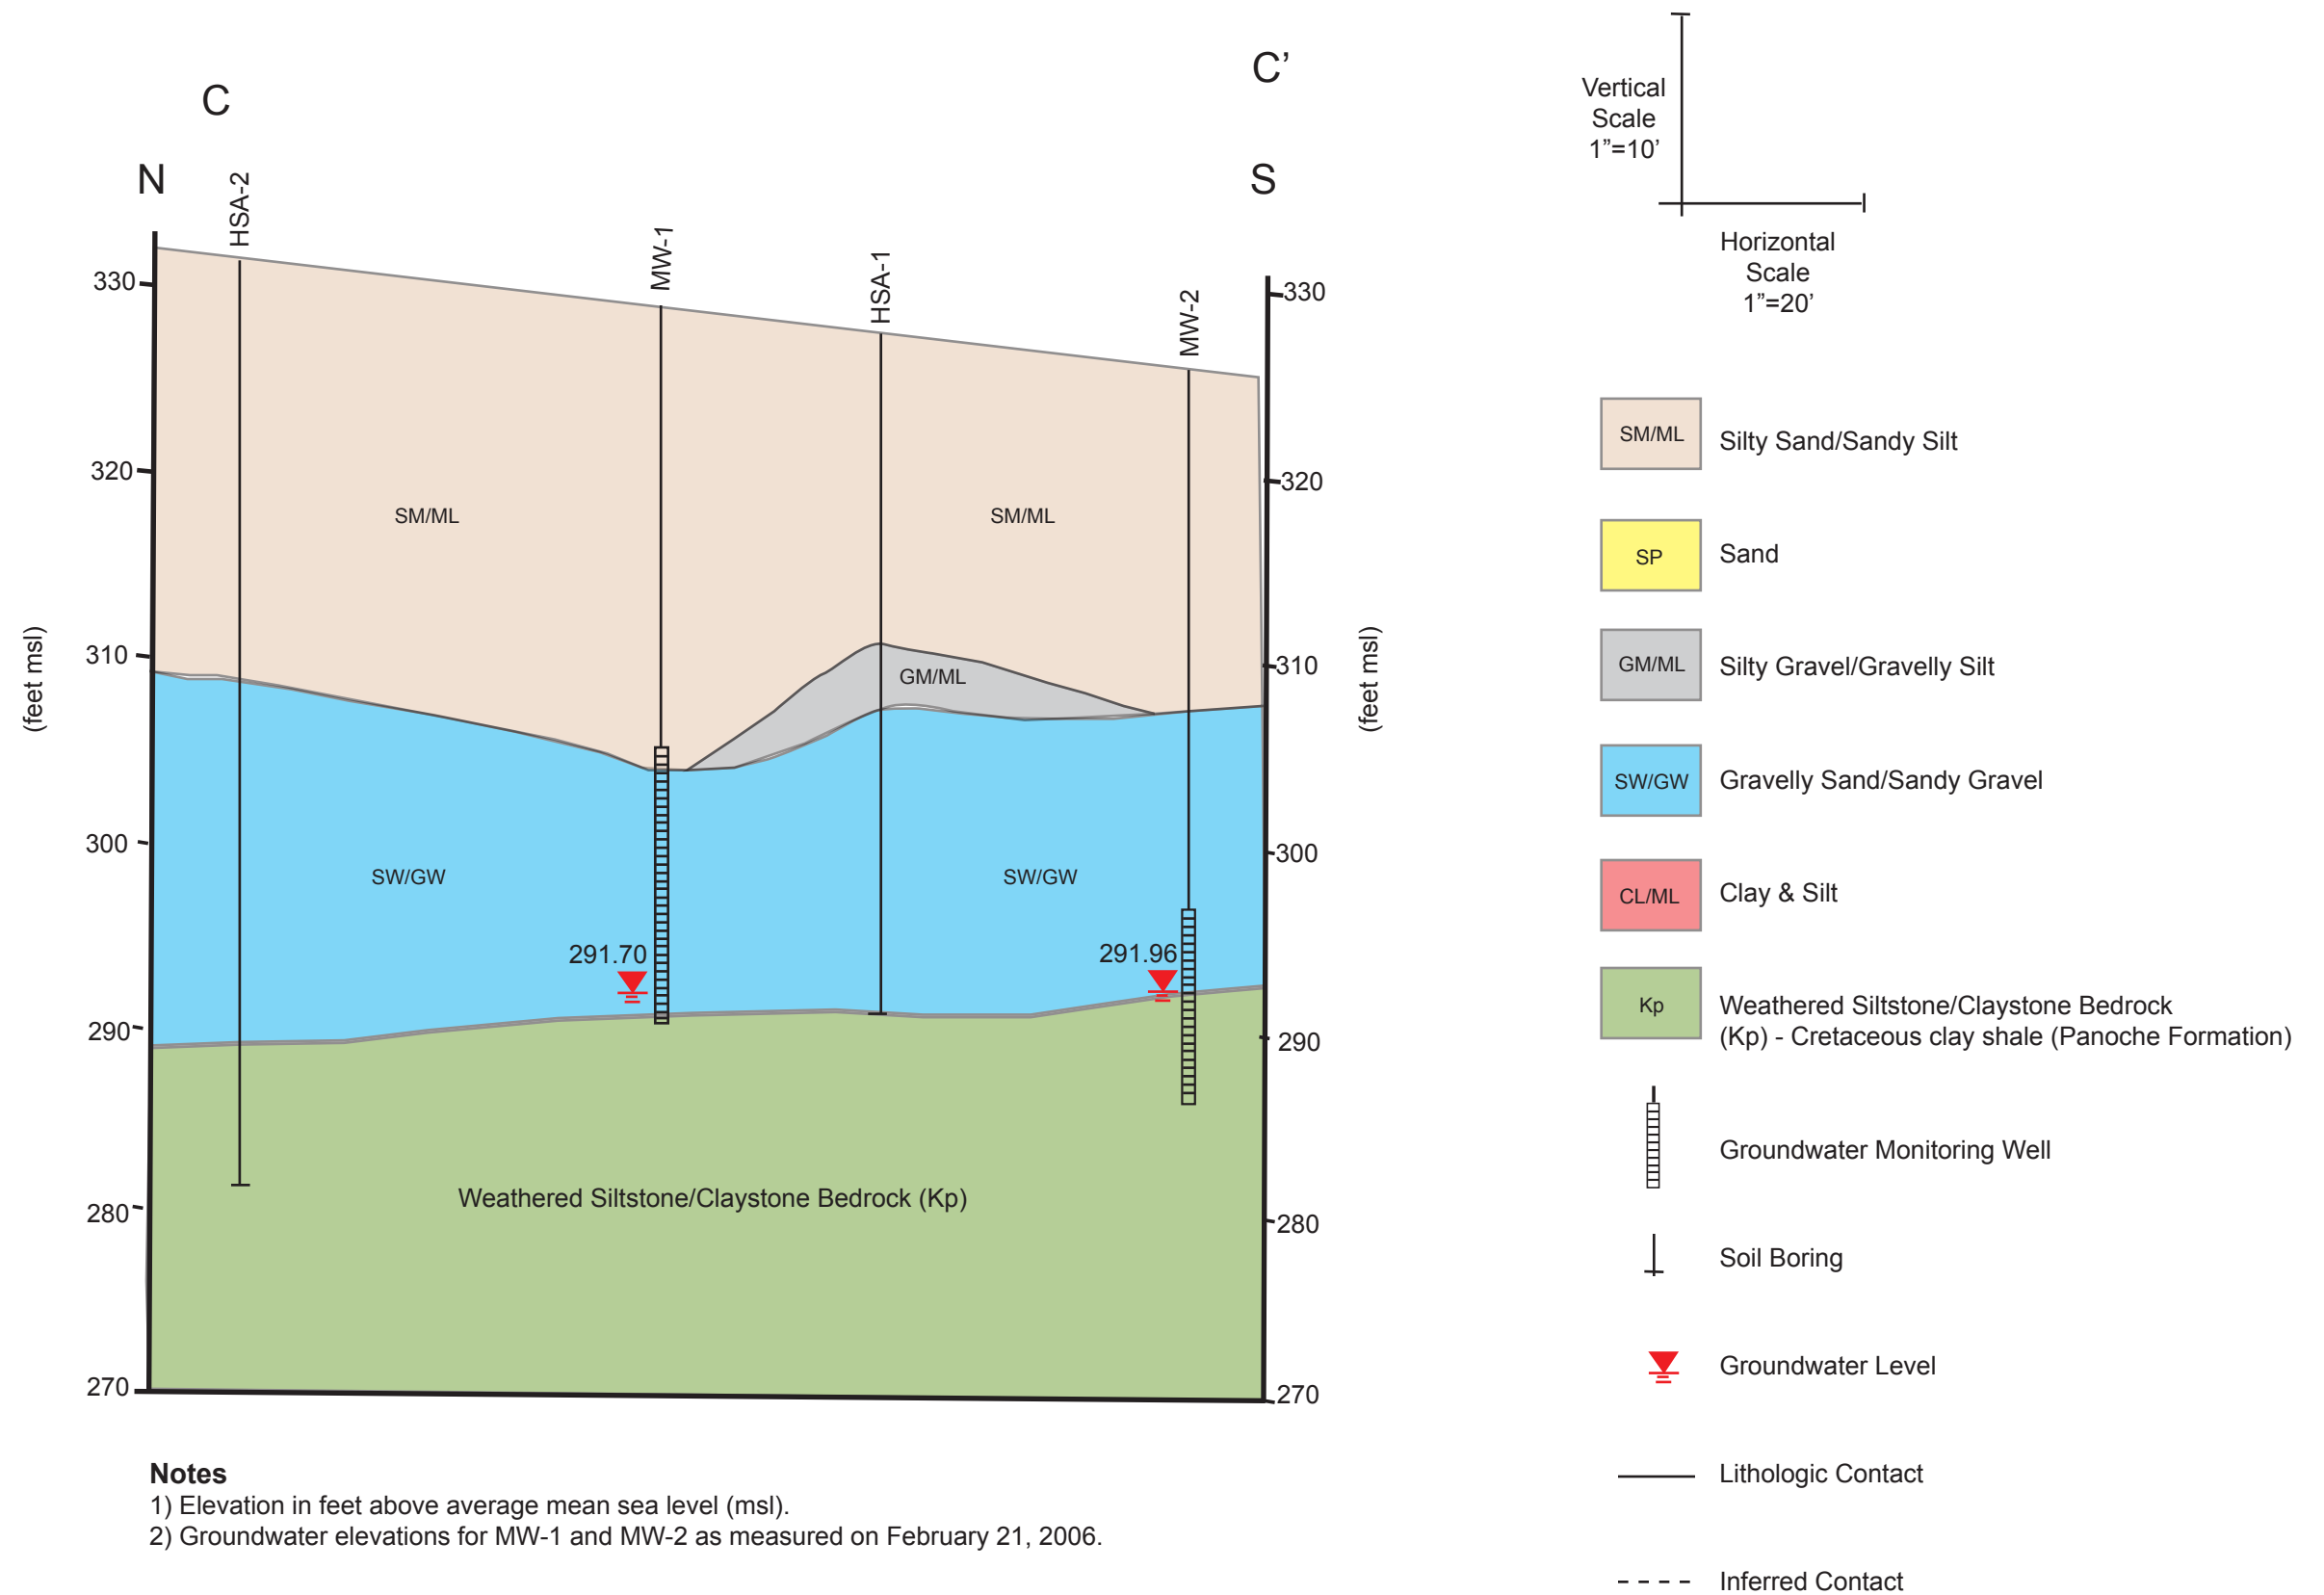 C
C’
N
S
HSA-2
MW-1
HSA-1
MW-2
330
320
310
300
290
280
270
(feet msl)
330
320
310
300
290
280
270
(feet msl)
SM/ML
SM/ML
GM/ML
SW/GW
SW/GW
291.70
291.96
Weathered Siltstone/Claystone Bedrock (Kp)
Notes
1) Elevation in feet above average mean sea level (msl).
2) Groundwater elevations for MW-1 and MW-2 as measured on February 21, 2006.
Vertical
Scale
1”=10’
Horizontal
Scale
1”=20’
SM/ML Silty Sand/Sandy Silt
SP Sand
GM/ML Silty Gravel/Gravelly Silt
SW/GW Gravelly Sand/Sandy Gravel
CL/ML Clay & Silt
Kp Weathered Siltstone/Claystone Bedrock
(Kp) - Cretaceous clay shale (Panoche Formation)
Groundwater Monitoring Well
Soil Boring
Groundwater Level
Lithologic Contact
Inferred Contact